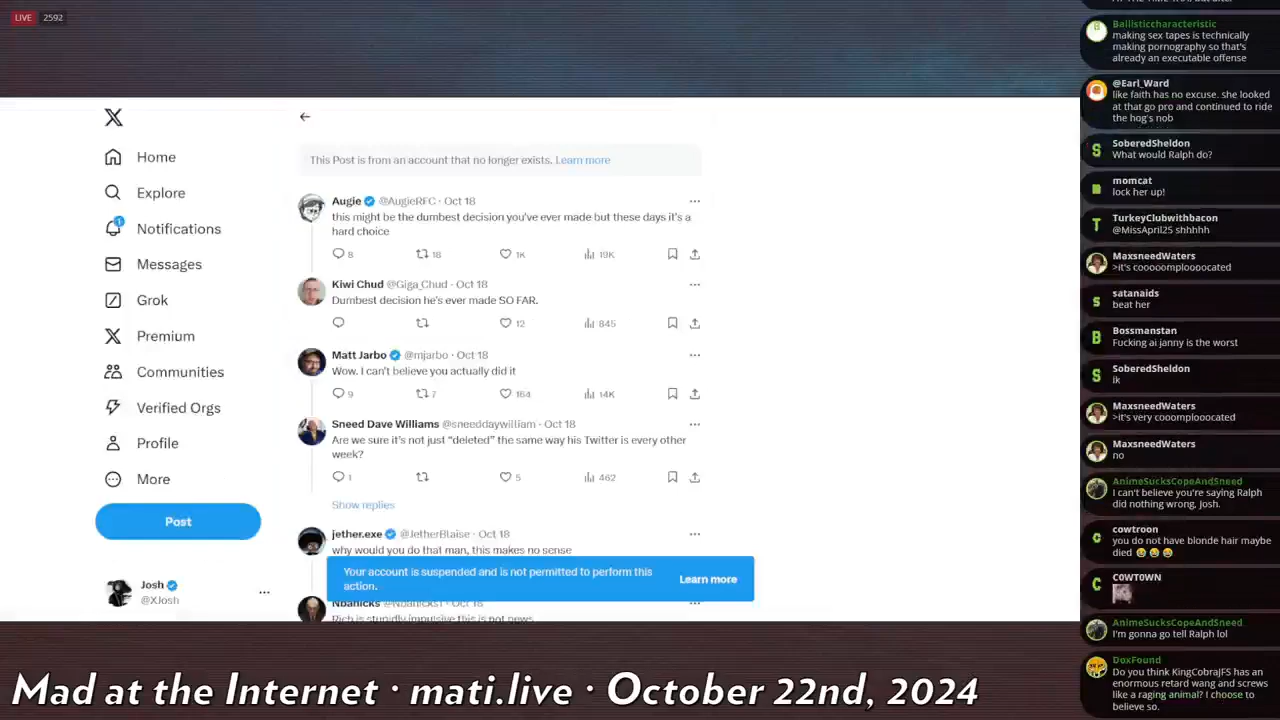 LIVE 2592
X
Home
Explore
1
Notifications
Messages
Grok
Premium
Communities
Verified Orgs
Profile
More
Post
Josh
@XJosh
This Post is from an account that no longer exists. Learn more
Augie @AugieRFC · Oct 18
this might be the dumbest decision you've ever made but these days it's a
hard choice
8 18 1K 19K
Kiwi Chud @Giga_Chud · Oct 18
Dumbest decision he's ever made SO FAR.
12 845
Matt Jarbo @mjarbo · Oct 18
Wow. I can't believe you actually did it
9 7 164 14K
Sneed Dave Williams @sneeddaywilliam · Oct 18
Are we sure it's not just “deleted” the same way his Twitter is every other
week?
1 5 462
Show replies
jether.exe @JetherBlaise · Oct 18
why would you do that man, this makes no sense
Your account is suspended and is not permitted to perform this
action.
Learn more
Rich is stupidly impulsive this is not news
Ballisticcharacteristic
making sex tapes is technically
making pornography so that's
already an executable offense
@Earl_Ward
like faith has no excuse. she looked
at that go pro and continued to ride
the hog's nob
SoberedSheldon
What would Ralph do?
momcat
lock her up!
TurkeyClubwithbacon
@MissApril25 shhhhh
MaxsneedWaters
>it's cooooomploooocated
satanaids
beat her
Bossmanstan
Fucking ai janny is the worst
SoberedSheldon
ik
MaxsneedWaters
>it's very cooomplooocated
MaxsneedWaters
no
AnimeSucksCopeAndSneed
I can't believe you're saying Ralph
did nothing wrong, Josh.
cowtroon
you do not have blonde hair maybe
died 😂 😂 😂
C0WT0WN
AnimeSucksCopeAndSneed
I'm gonna go tell Ralph lol
DoxFound
Do you think KingCobraJFS has an
enormous retard wang and screws
like a raging animal? I choose to
believe so.
Mad at the Internet · mati.live · October 22nd, 2024